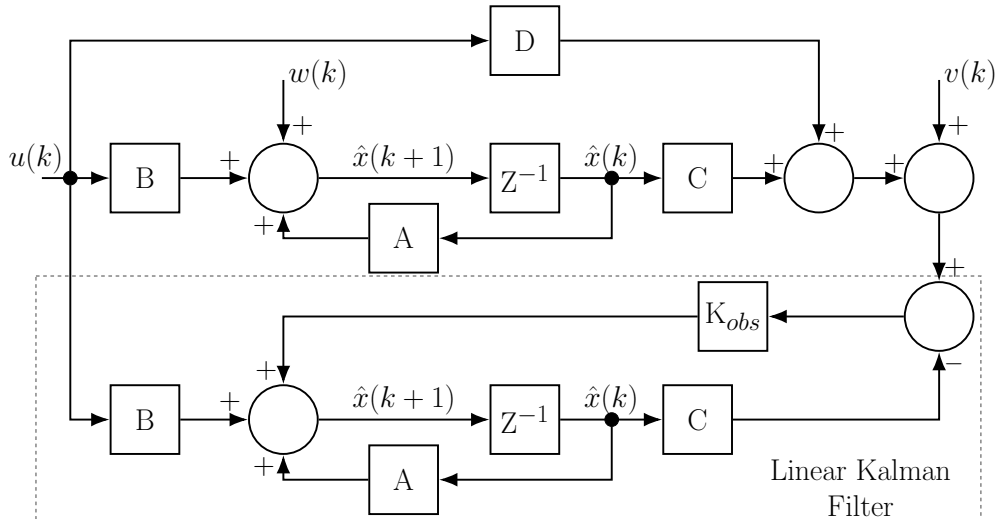 D
w(k)
v(k)
+
+
+
u(k)
B
+
x̂(k + 1)
Z⁻¹
x̂(k)
C
+
+
+
A
+
K_obs
+
−
B
+
x̂(k + 1)
Z⁻¹
x̂(k)
C
+
A
Linear Kalman
Filter